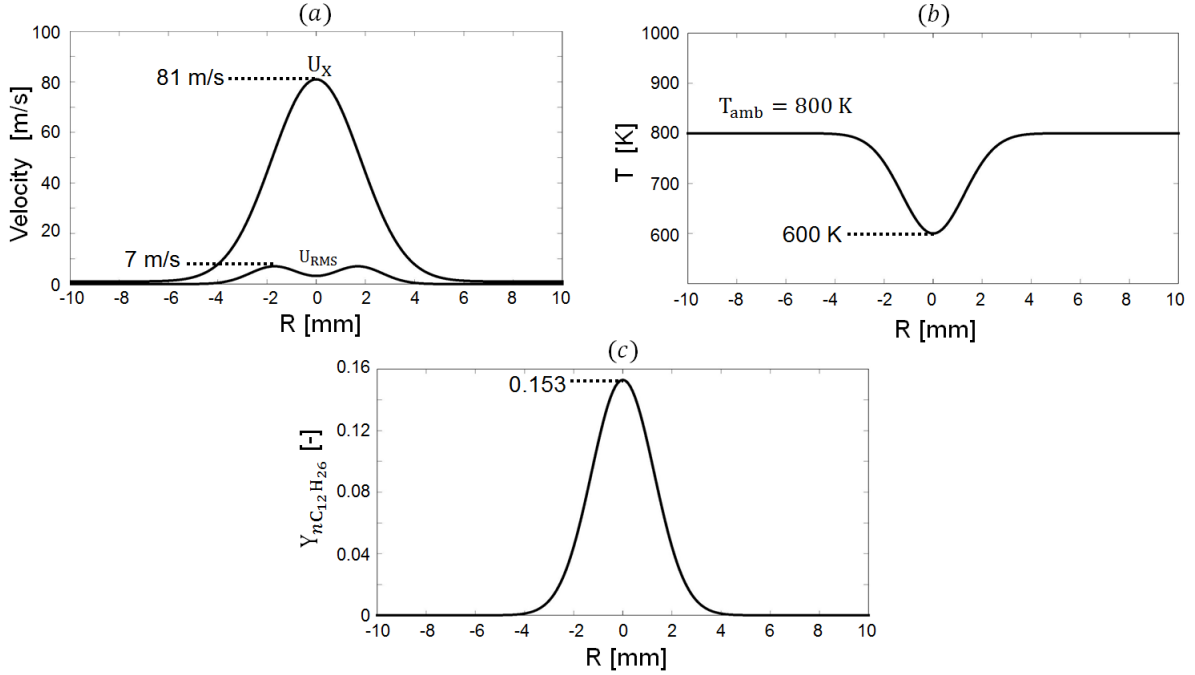 (a)
100
80
60
40
20
0
Velocity [m/s]
81 m/s
U_X
7 m/s
U_RMS
-10 -8 -6 -4 -2 0 2 4 6 8 10
R [mm]
(b)
1000
900
800
700
600
T [K]
T_amb = 800 K
600 K
-10 -8 -6 -4 -2 0 2 4 6 8 10
R [mm]
(c)
0.16
0.12
0.08
0.04
0
Y_nC₁₂H₂₆ [-]
0.153
-10 -8 -6 -4 -2 0 2 4 6 8 10
R [mm]